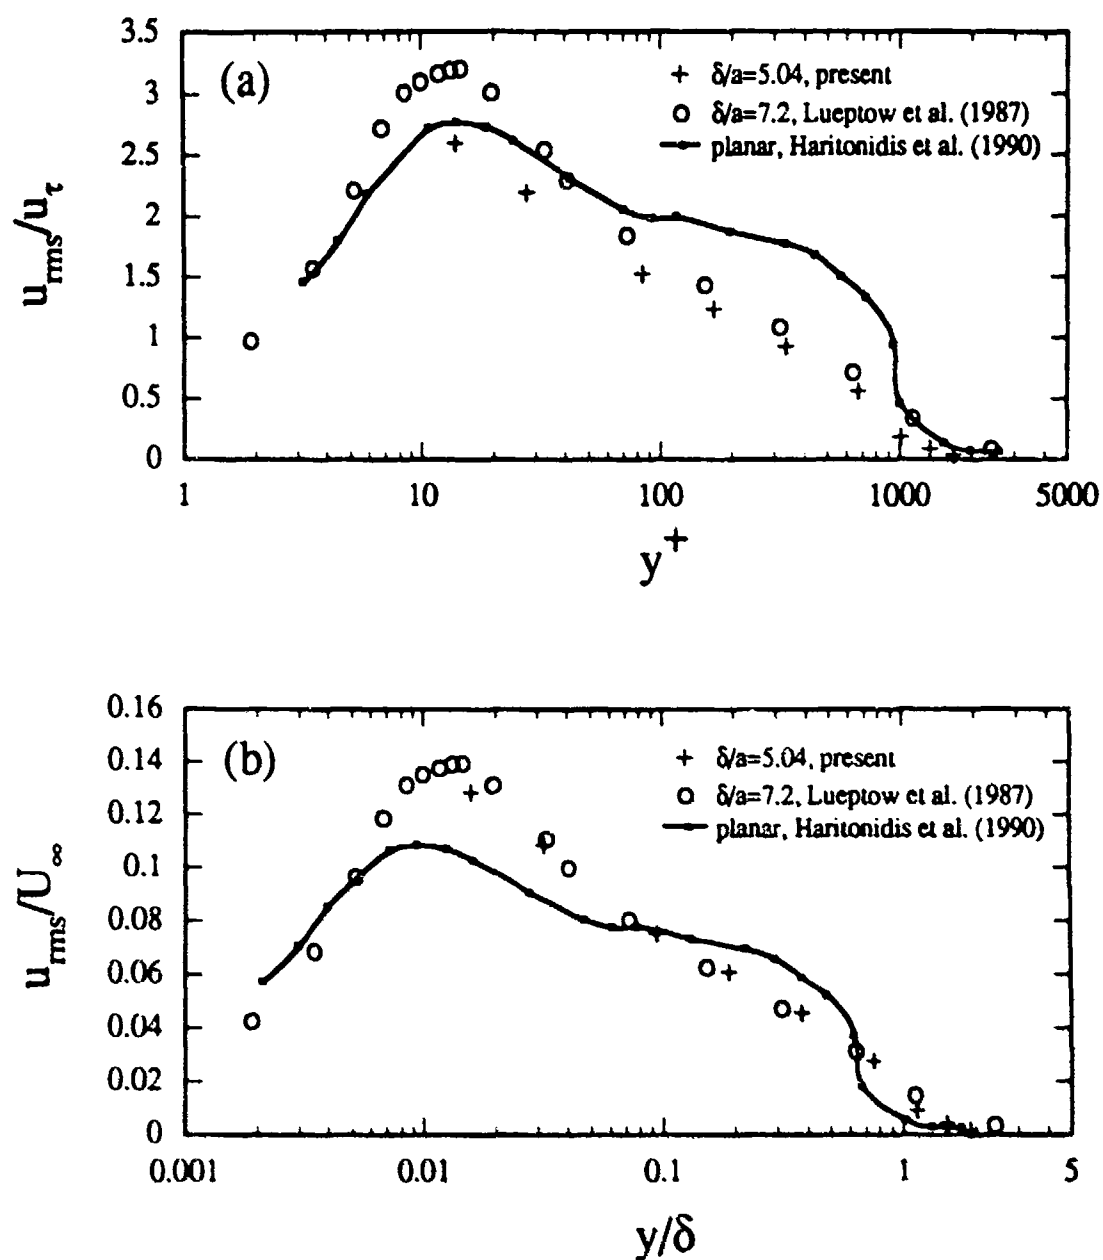 3.5
3
2.5
2
1.5
1
0.5
0
u_rms/u_τ
(a)
+ δ/a=5.04, present
o δ/a=7.2, Lueptow et al. (1987)
planar, Haritonidis et al. (1990)
1 10 100 1000 5000
y⁺
0.16
0.14
0.12
0.1
0.08
0.06
0.04
0.02
0
u_rms/U_∞
(b)
+ δ/a=5.04, present
o δ/a=7.2, Lueptow et al. (1987)
planar, Haritonidis et al. (1990)
0.001 0.01 0.1 1 5
y/δ